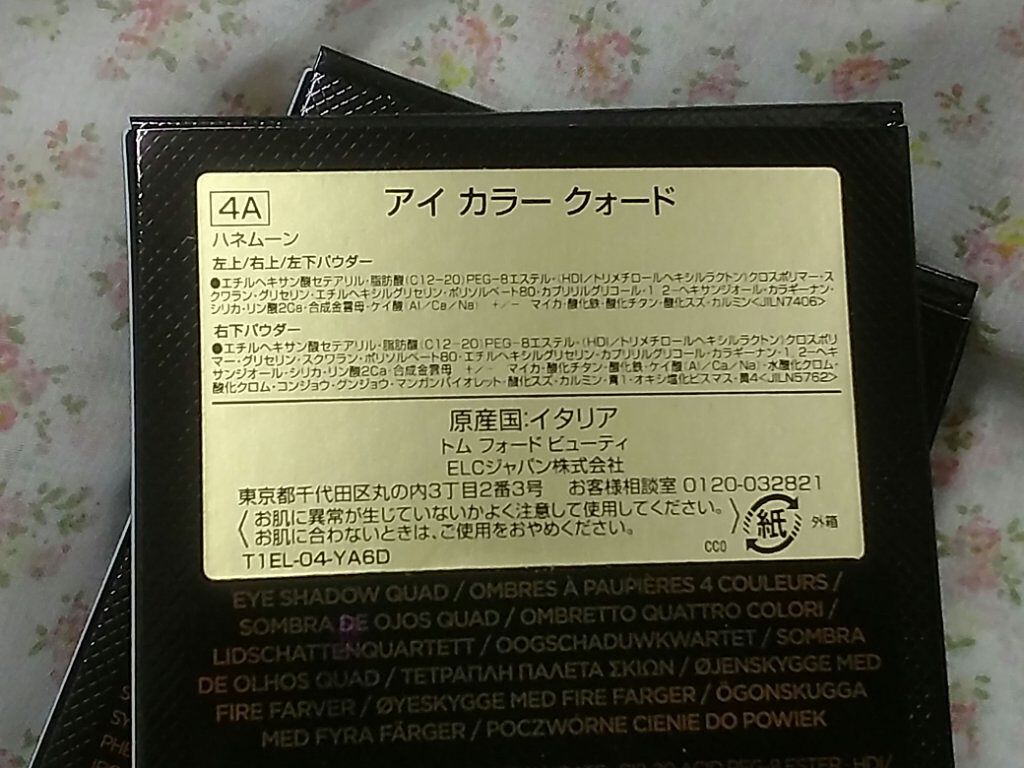 4A
アイ カラー クォード
ハネムーン
左上/右上/左下パウダー
●エチルヘキサン酸セテアリル・脂肪酸(C12-20)PEG-8エステル・(HDI/トリメチロールヘキシルラクトン)クロスポリマー・ス
クワラン・グリセリン・エチルヘキシルグリセリン・ポリソルベート80・カプリリルグリコール・1,2-ヘキサンジオール・カラギーナン・
シリカ・リン酸2Ca・合成金雲母・ケイ酸(Al/Ca/Na) +/- マイカ・酸化鉄・酸化チタン・酸化スズ・カルミン<JILN7406>
右下パウダー
●エチルヘキサン酸セテアリル・脂肪酸(C12-20)PEG-8エステル・(HDI/トリメチロールヘキシルラクトン)クロスポリ
マー・グリセリン・スクワラン・ポリソルベート80・エチルヘキシルグリセリン・カプリリルグリコール・カラギーナン・1,2-ヘキ
サンジオール・シリカ・リン酸2Ca・合成金雲母 +/- マイカ・酸化チタン・酸化鉄・ケイ酸(Al/Ca/Na)・水酸化クロム・
酸化クロム・コンジョウ・グンジョウ・マンガンバイオレット・酸化スズ・カルミン・青1・オキシ塩化ビスマス・黄4<JILN5762>
原産国:イタリア
トム フォード ビューティ
ELCジャパン株式会社
東京都千代田区丸の内3丁目2番3号 お客様相談室 0120-032821
お肌に異常が生じていないかよく注意して使用してください。
お肌に合わないときは、ご使用をおやめください。
紙 外箱
CC0
T1EL-04-YA6D
EYE SHADOW QUAD / OMBRES À PAUPIÈRES 4 COULEURS /
SOMBRA DE OJOS QUAD / OMBRETTO QUATTRO COLORI /
LIDSCHATTENQUARTETT / OOGSCHADUWKWARTET / SOMBRA
DE OLHOS QUAD / ΤΕΤΡΑΠΛΗ ΠΑΛΕΤΑ ΣΚΙΩΝ / ØJENSKYGGE MED
FIRE FARVER / ØYESKYGGE MED FIRE FARGER / ÖGONSKUGGA
MED FYRA FÄRGER / POCZWÓRNE CIENIE DO POWIEK